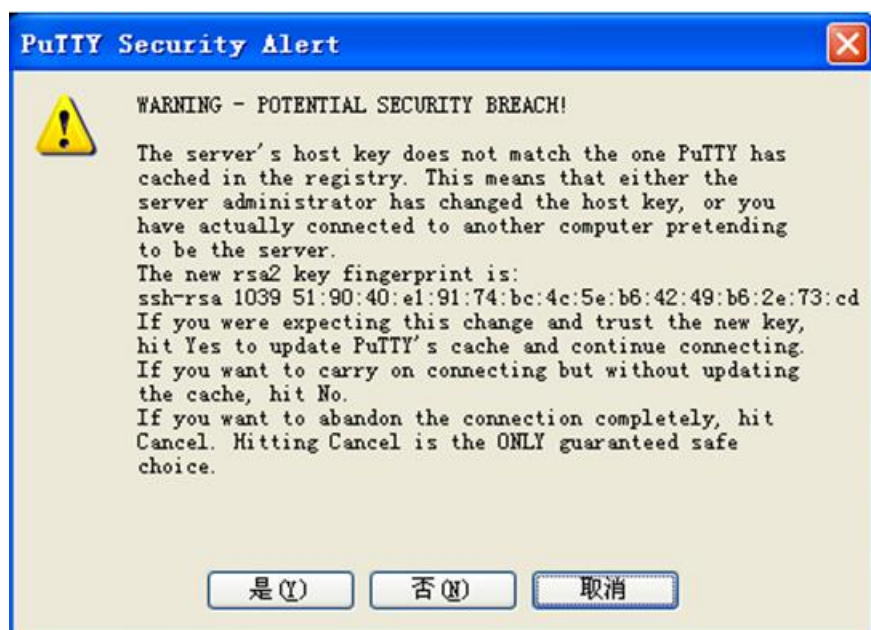 PuTTY Security Alert
WARNING - POTENTIAL SECURITY BREACH!
The server's host key does not match the one PuTTY has
cached in the registry. This means that either the
server administrator has changed the host key, or you
have actually connected to another computer pretending
to be the server.
The new rsa2 key fingerprint is:
ssh-rsa 1039 51:90:40:e1:91:74:bc:4c:5e:b6:42:49:b6:2e:73:cd
If you were expecting this change and trust the new key,
hit Yes to update PuTTY's cache and continue connecting.
If you want to carry on connecting but without updating
the cache, hit No.
If you want to abandon the connection completely, hit
Cancel. Hitting Cancel is the ONLY guaranteed safe
choice.
是(Y) 否(N) 取消